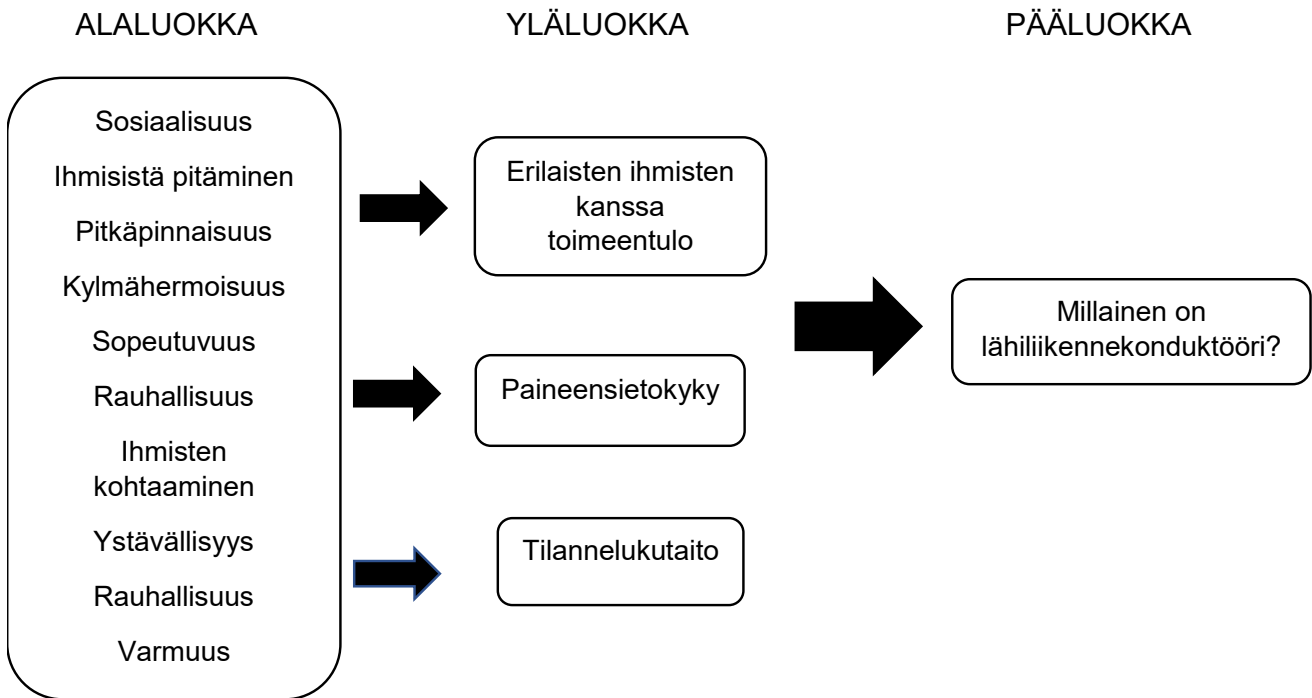 ALALUOKKA
YLÄLUOKKA
PÄÄLUOKKA
Sosiaalisuus
Ihmisistä pitäminen
Pitkäpinnaisuus
Kylmähermoisuus
Sopeutuvuus
Rauhallisuus
Ihmisten
kohtaaminen
Ystävällisyys
Rauhallisuus
Varmuus
Erilaisten ihmisten
kanssa
toimeentulo
Paineensietokyky
Tilannelukutaito
Millainen on
lähiliikennekonduktööri?